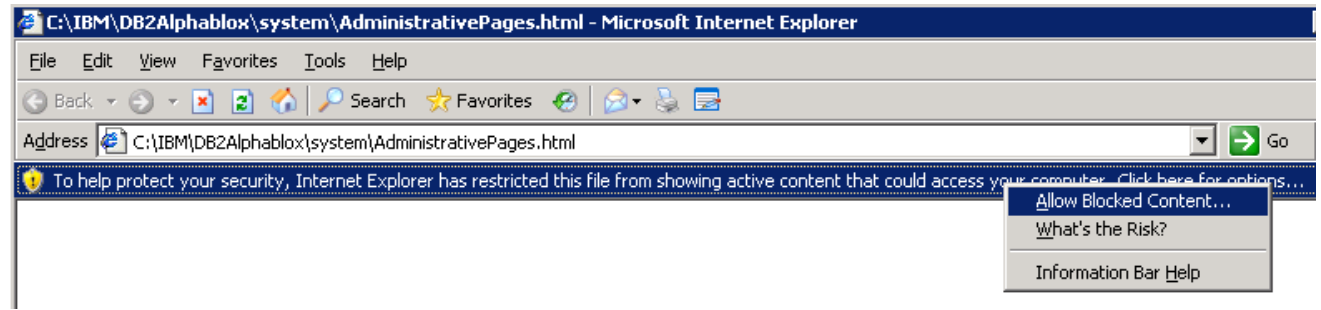 C:\IBM\DB2Alphablox\system\AdministrativePages.html - Microsoft Internet Explorer
File Edit View Favorites Tools Help
Back Search Favorites
Address C:\IBM\DB2Alphablox\system\AdministrativePages.html Go
To help protect your security, Internet Explorer has restricted this file from showing active content that could access your computer. Click here for options...
Allow Blocked Content...
What's the Risk?
Information Bar Help